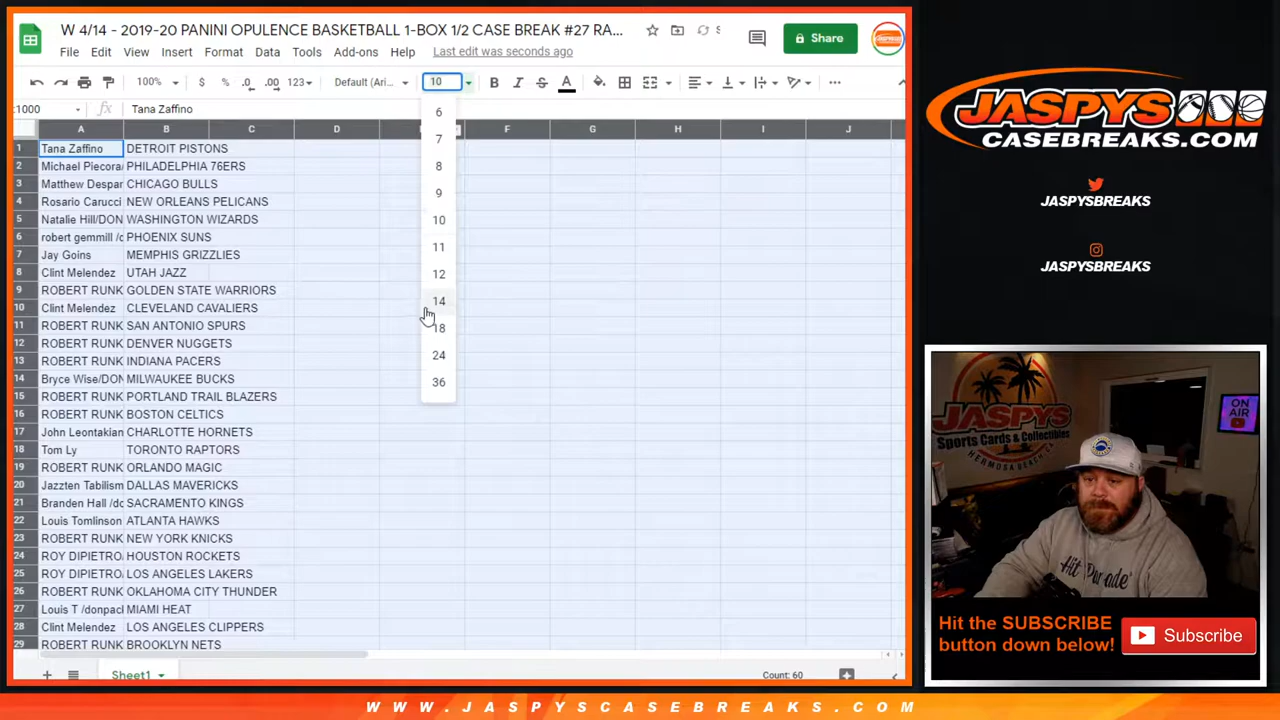 W 4/14 - 2019-20 PANINI OPULENCE BASKETBALL 1-BOX 1/2 CASE BREAK #27 RA...
Share
File Edit View Insert Format Data Tools Add-ons Help Last edit was seconds ago
100% $ % .0 .00 123 Default (Ari... 10 B I S A
:1000 fx Tana Zaffino
A B C D F G H I J
1 Tana Zaffino DETROIT PISTONS
2 Michael Piecora/ PHILADELPHIA 76ERS
3 Matthew Despar CHICAGO BULLS
4 Rosario Carucci NEW ORLEANS PELICANS
5 Natalie Hill/DON WASHINGTON WIZARDS
6 robert gemmill /d PHOENIX SUNS
7 Jay Goins MEMPHIS GRIZZLIES
8 Clint Melendez UTAH JAZZ
9 ROBERT RUNK GOLDEN STATE WARRIORS
10 Clint Melendez CLEVELAND CAVALIERS
11 ROBERT RUNK SAN ANTONIO SPURS
12 ROBERT RUNK DENVER NUGGETS
13 ROBERT RUNK INDIANA PACERS
14 Bryce Wise/DON MILWAUKEE BUCKS
15 ROBERT RUNK PORTLAND TRAIL BLAZERS
16 ROBERT RUNK BOSTON CELTICS
17 John Leontakian CHARLOTTE HORNETS
18 Tom Ly TORONTO RAPTORS
19 ROBERT RUNK ORLANDO MAGIC
20 Jazzten Tabilism DALLAS MAVERICKS
21 Branden Hall /do SACRAMENTO KINGS
22 Louis Tomlinson ATLANTA HAWKS
23 ROBERT RUNK NEW YORK KNICKS
24 ROY DIPIETRO HOUSTON ROCKETS
25 ROY DIPIETRO/ LOS ANGELES LAKERS
26 ROBERT RUNK OKLAHOMA CITY THUNDER
27 Louis T /donpack MIAMI HEAT
28 Clint Melendez LOS ANGELES CLIPPERS
29 ROBERT RUNK BROOKLYN NETS
6
7
8
9
10
11
12
14
18
24
36
Sheet1 Count: 60
JASPYS
CASEBREAKS.COM
JASPYSBREAKS
JASPYSBREAKS
JASPYS
Sports Cards & Collectibles
HERMOSA BEACH
ON AIR
Hit the SUBSCRIBE
button down below!
Subscribe
WWW.JASPYSCASEBREAKS.COM